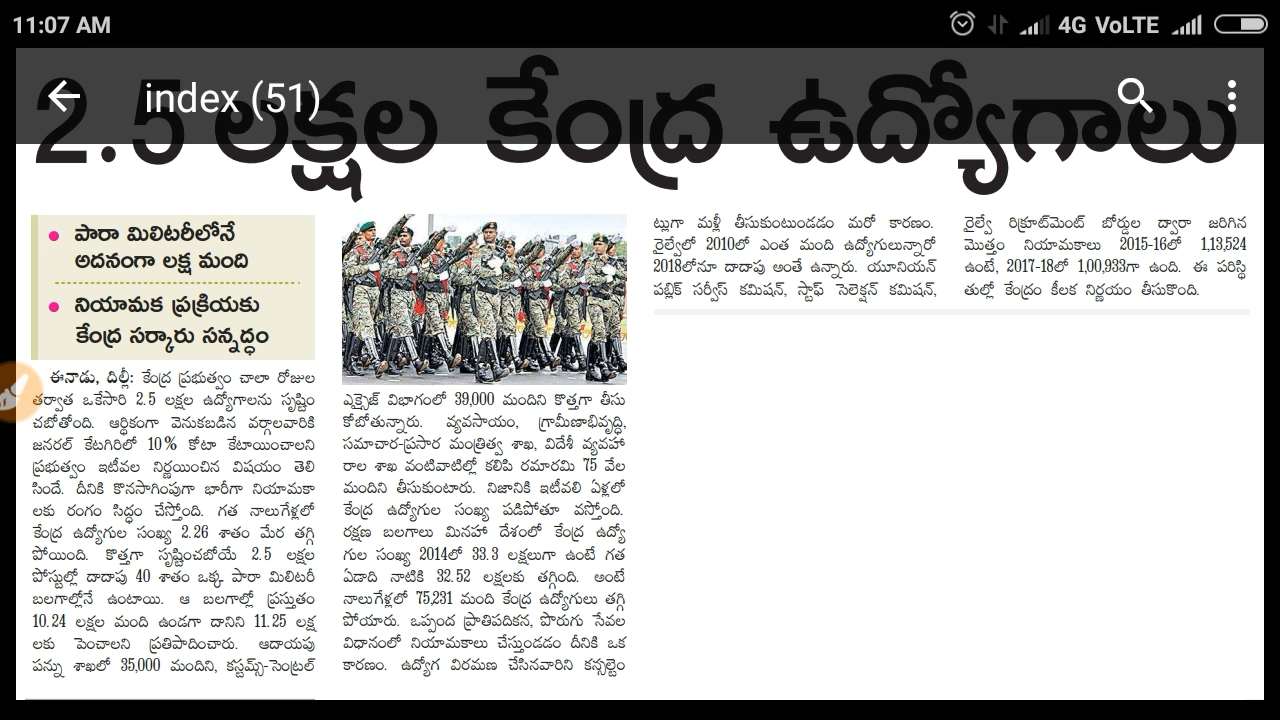 11:07 AM
4G VoLTE
index (51)
2.5 లక్షల కేంద్ర ఉద్యోగాలు
పారా మిలిటరీలోనే
అదనంగా లక్ష మంది
నియామక ప్రక్రియకు
కేంద్ర సర్కారు సన్నద్ధం
ఈనాడు, దిల్లీ: కేంద్ర ప్రభుత్వం చాలా రోజుల
తర్వాత ఒకేసారి 2.5 లక్షల ఉద్యోగాలను సృష్టిం
చబోతోంది. ఆర్థికంగా వెనుకబడిన వర్గాలవారికి
జనరల్ కేటగిరిలో 10% కోటా కేటాయించాలని
ప్రభుత్వం ఇటీవల నిర్ణయించిన విషయం తెలి
సిందే. దీనికి కొనసాగింపుగా భారీగా నియామకా
లకు రంగం సిద్ధం చేస్తోంది. గత నాలుగేళ్లలో
కేంద్ర ఉద్యోగుల సంఖ్య 2.26 శాతం మేర తగ్గి
పోయింది. కొత్తగా సృష్టించబోయే 2.5 లక్షల
పోస్టుల్లో దాదాపు 40 శాతం ఒక్క పారా మిలిటరీ
బలగాల్లోనే ఉంటాయి. ఆ బలగాల్లో ప్రస్తుతం
10.24 లక్షల మంది ఉండగా దానిని 11.25 లక్ష
లకు పెంచాలని ప్రతిపాదించారు. ఆదాయపు
పన్ను శాఖలో 35,000 మందిని, కస్టమ్స్-సెంట్రల్
ఎక్సైజ్ విభాగంలో 39,000 మందిని కొత్తగా తీసు
కోబోతున్నారు. వ్యవసాయం, గ్రామీణాభివృద్ధి,
సమాచార-ప్రసార మంత్రిత్వ శాఖ, విదేశీ వ్యవహా
రాల శాఖ వంటివాటిల్లో కలిపి రమారమి 75 వేల
మందిని తీసుకుంటారు. నిజానికి ఇటీవలి ఏళ్లలో
కేంద్ర ఉద్యోగుల సంఖ్య పడిపోతూ వస్తోంది.
రక్షణ బలగాలు మినహా దేశంలో కేంద్ర ఉద్యో
గుల సంఖ్య 2014లో 33.3 లక్షలుగా ఉంటే గత
ఏడాది నాటికి 32.52 లక్షలకు తగ్గింది. అంటే
నాలుగేళ్లలో 75,231 మంది కేంద్ర ఉద్యోగులు తగ్గి
పోయారు. ఒప్పంద ప్రాతిపదికన, పొరుగు సేవల
విధానంలో నియామకాలు చేస్తుండడం దీనికి ఒక
కారణం. ఉద్యోగ విరమణ చేసినవారిని కన్సల్టెం
ట్లుగా మళ్లీ తీసుకుంటుండడం మరో కారణం.
రైల్వేలో 2010లో ఎంత మంది ఉద్యోగులున్నారో
2018లోనూ దాదాపు అంతే ఉన్నారు. యూనియన్
పబ్లిక్ సర్వీస్ కమిషన్, స్టాఫ్ సెలెక్షన్ కమిషన్,
రైల్వే రిక్రూట్‌మెంట్ బోర్డుల ద్వారా జరిగిన
మొత్తం నియామకాలు 2015-16లో 1,13,524
ఉంటే, 2017-18లో 1,00,933గా ఉంది. ఈ పరిస్థి
తుల్లో కేంద్రం కీలక నిర్ణయం తీసుకొంది.